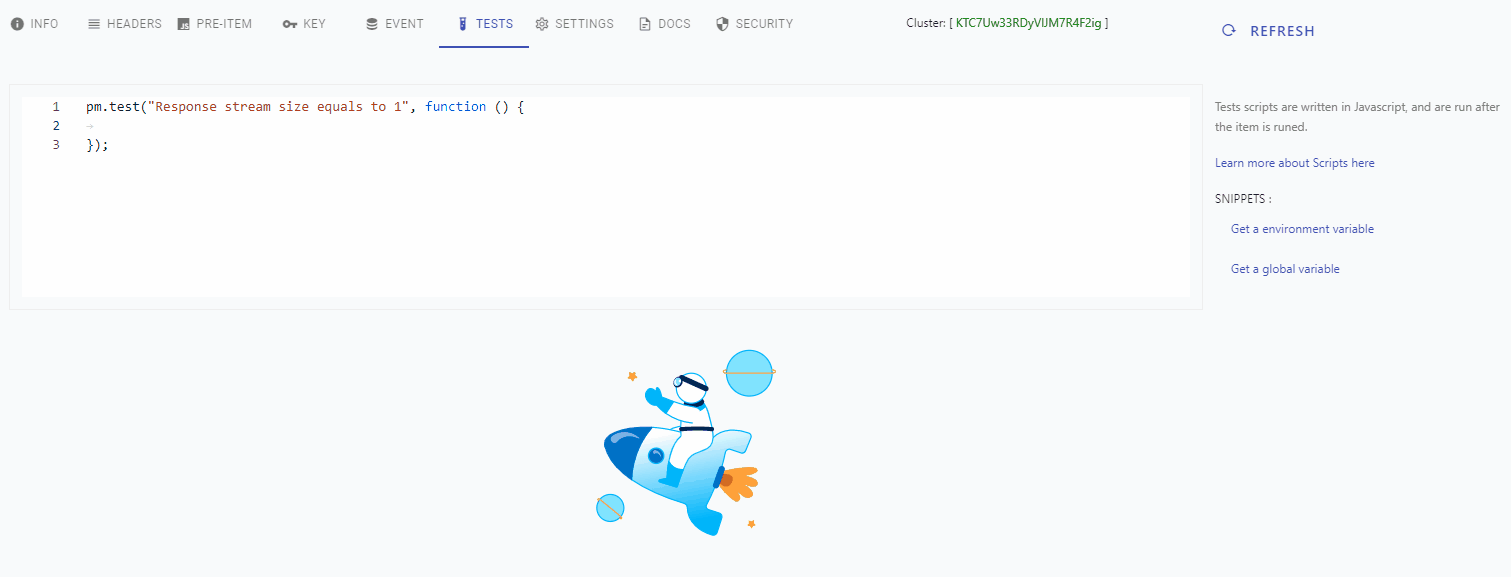 INFO HEADERS PRE-ITEM KEY EVENT TESTS SETTINGS DOCS SECURITY Cluster: [ KTC7Uw33RDyVlJM7R4F2ig ] REFRESH
1 pm.test("Response stream size equals to 1", function () {
2 →
3 });
Tests scripts are written in Javascript, and are run after
the item is runed.
Learn more about Scripts here
SNIPPETS :
Get a environment variable
Get a global variable